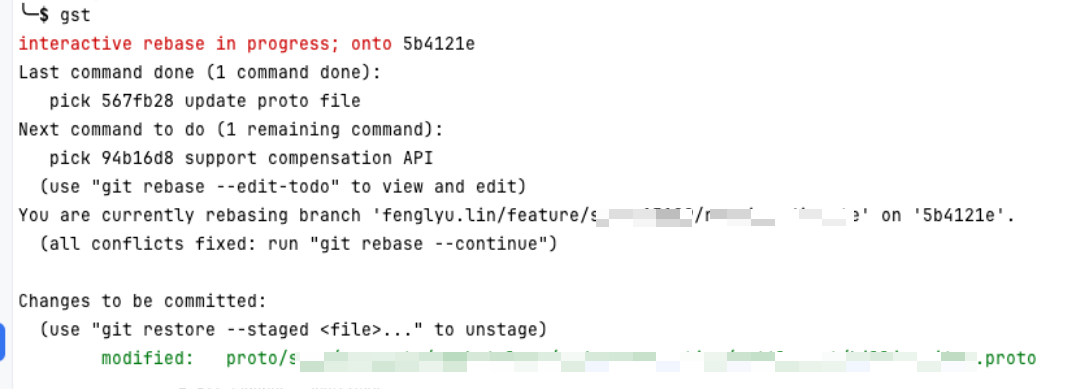 ╰─$ gst
interactive rebase in progress; onto 5b4121e
Last command done (1 command done):
pick 567fb28 update proto file
Next command to do (1 remaining command):
pick 94b16d8 support compensation API
(use "git rebase --edit-todo" to view and edit)
You are currently rebasing branch 'fenglyu.lin/feature/ on '5b4121e'.
(all conflicts fixed: run "git rebase --continue")
Changes to be committed:
(use "git restore --staged <file>..." to unstage)
modified: proto/ .proto